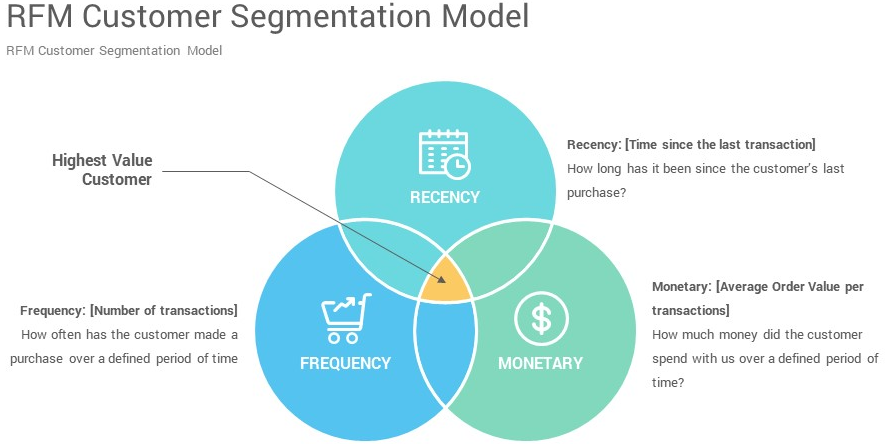 RFM Customer Segmentation Model
RFM Customer Segmentation Model
Highest Value
Customer
RECENCY
Recency: [Time since the last transaction]
How long has it been since the customer's last
purchase?
Frequency: [Number of transactions]
How often has the customer made a
purchase over a defined period of time
FREQUENCY
$
MONETARY
Monetary: [Average Order Value per
transactions]
How much money did the customer
spend with us over a defined period of
time?